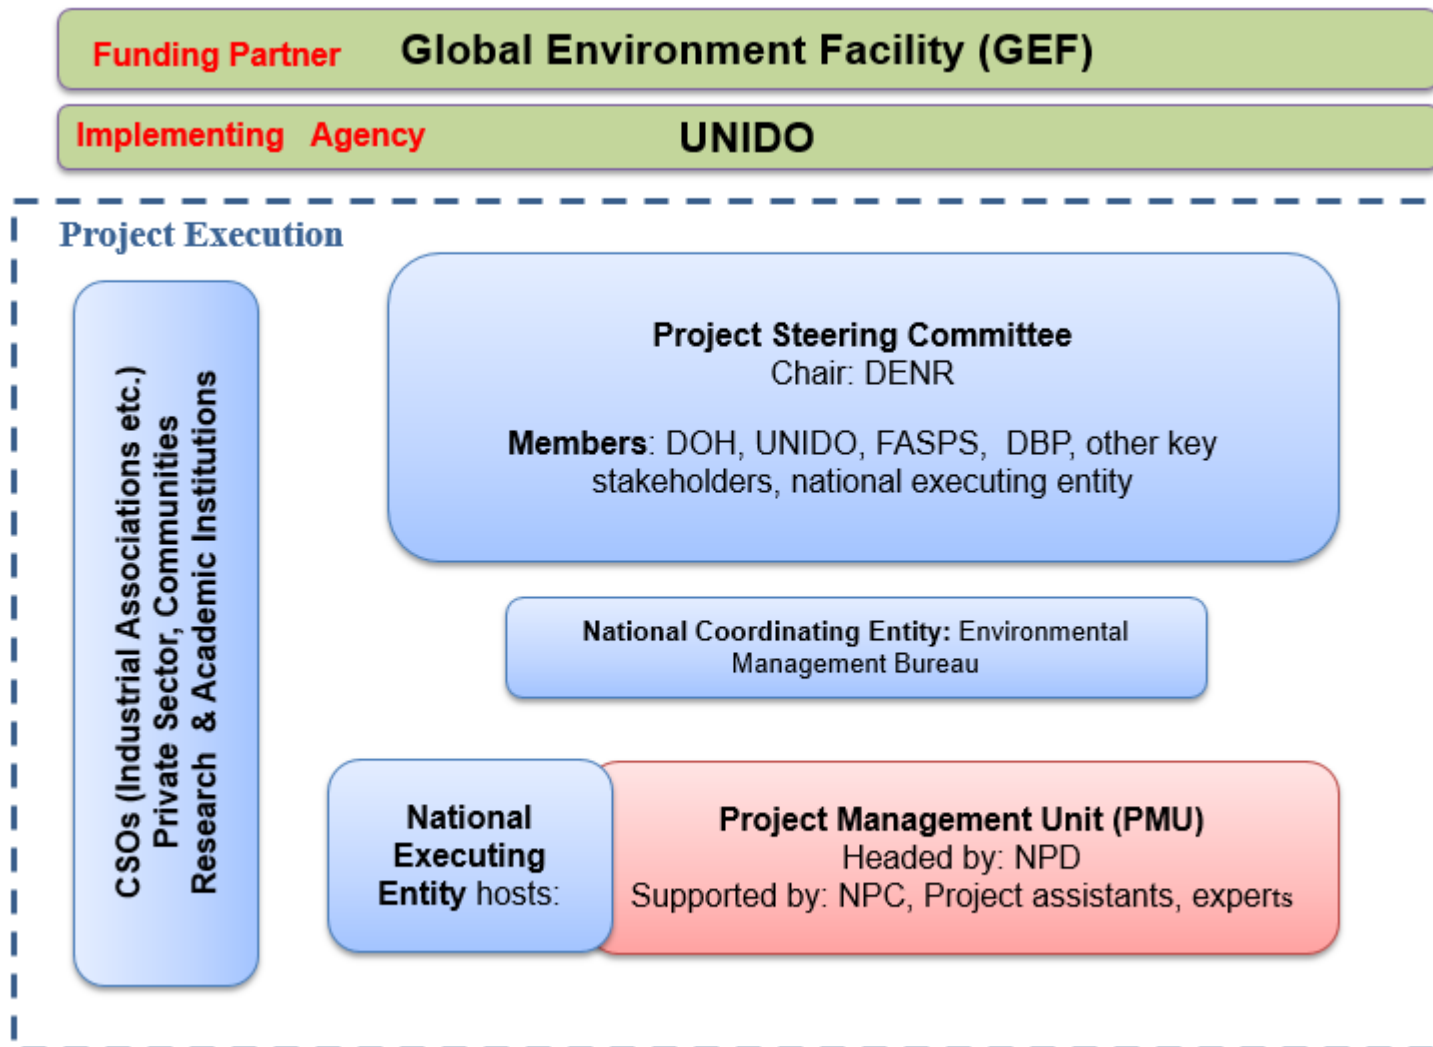 Funding Partner Global Environment Facility (GEF)
Implementing Agency UNIDO
Project Execution
CSOs (Industrial Associations etc.)
Private Sector, Communities
Research & Academic Institutions
Project Steering Committee
Chair: DENR
Members: DOH, UNIDO, FASPS, DBP, other key
stakeholders, national executing entity
National Coordinating Entity: Environmental
Management Bureau
National
Executing
Entity hosts:
Project Management Unit (PMU)
Headed by: NPD
Supported by: NPC, Project assistants, experts